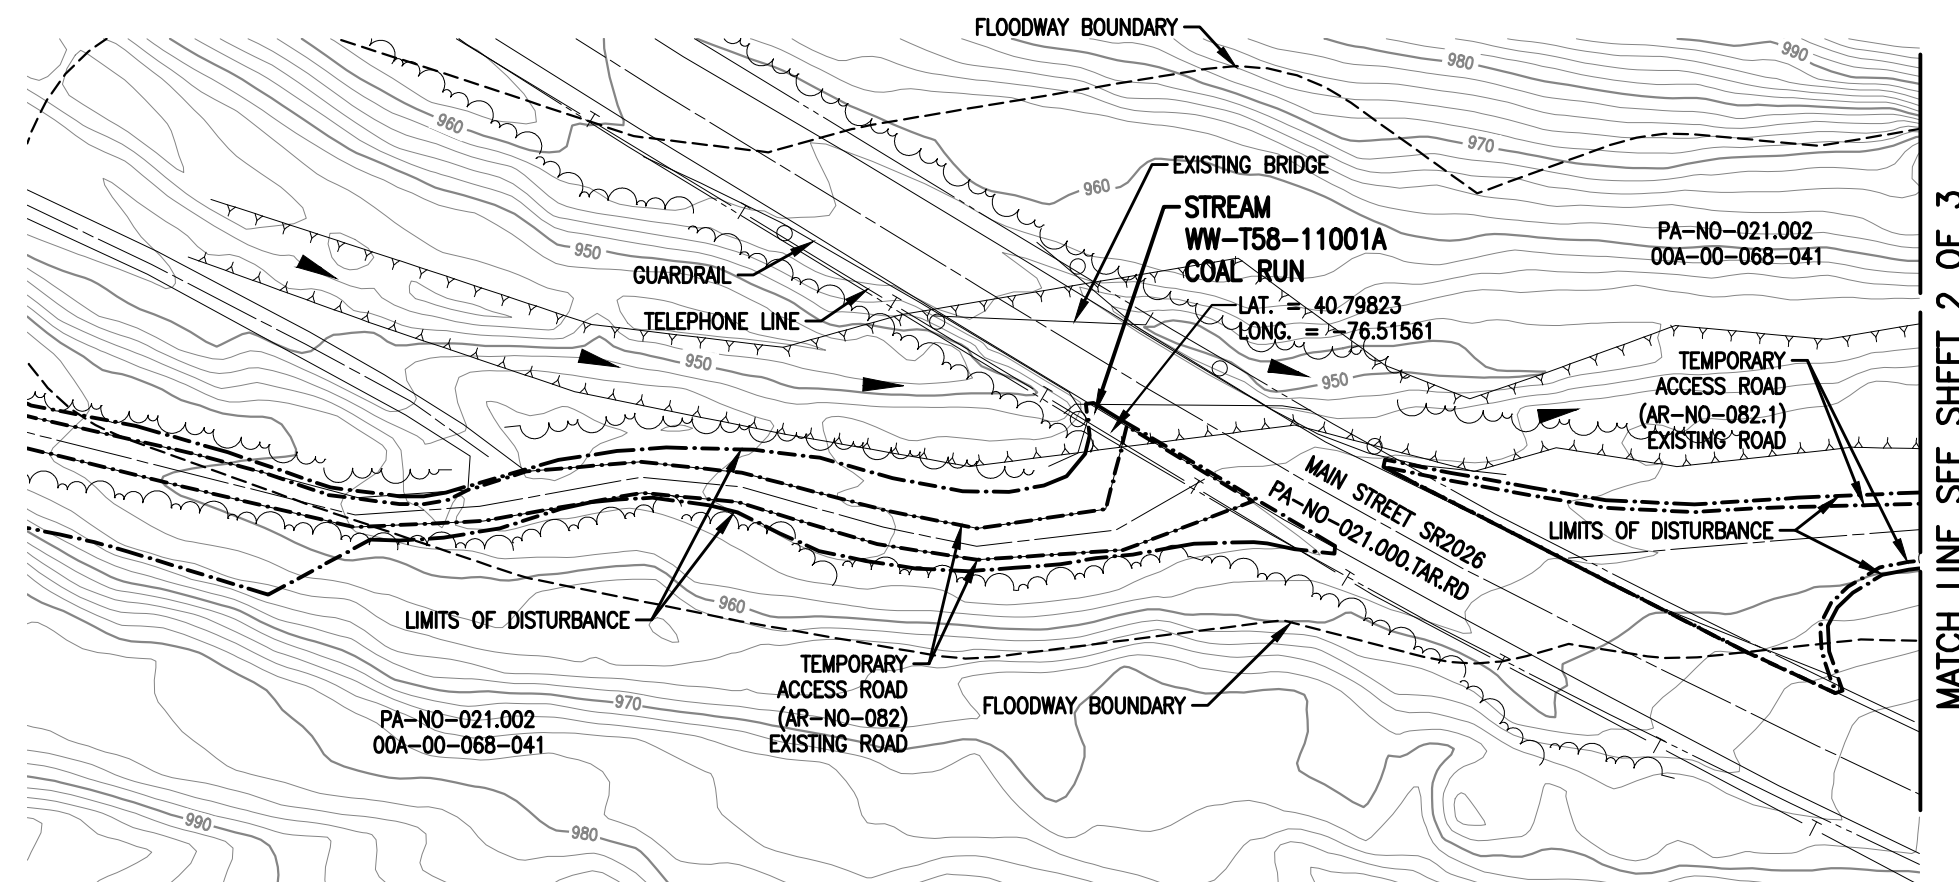 FLOODWAY BOUNDARY
980
990
960
970
EXISTING BRIDGE
960
STREAM
WW-T58-11001A
COAL RUN
PA-NO-021.002
00A-00-068-041
950
GUARDRAIL
TELEPHONE LINE
LAT. = 40.79823
LONG. = -76.51561
950
950
TEMPORARY
ACCESS ROAD
(AR-NO-082.1)
EXISTING ROAD
MAIN STREET SR2026
PA-NO-021.000.TAR.RD
LIMITS OF DISTURBANCE
LIMITS OF DISTURBANCE
960
TEMPORARY
ACCESS ROAD
(AR-NO-082)
EXISTING ROAD
FLOODWAY BOUNDARY
970
PA-NO-021.002
00A-00-068-041
990
980
MATCH LINE SEE SHEET 2 OF 3